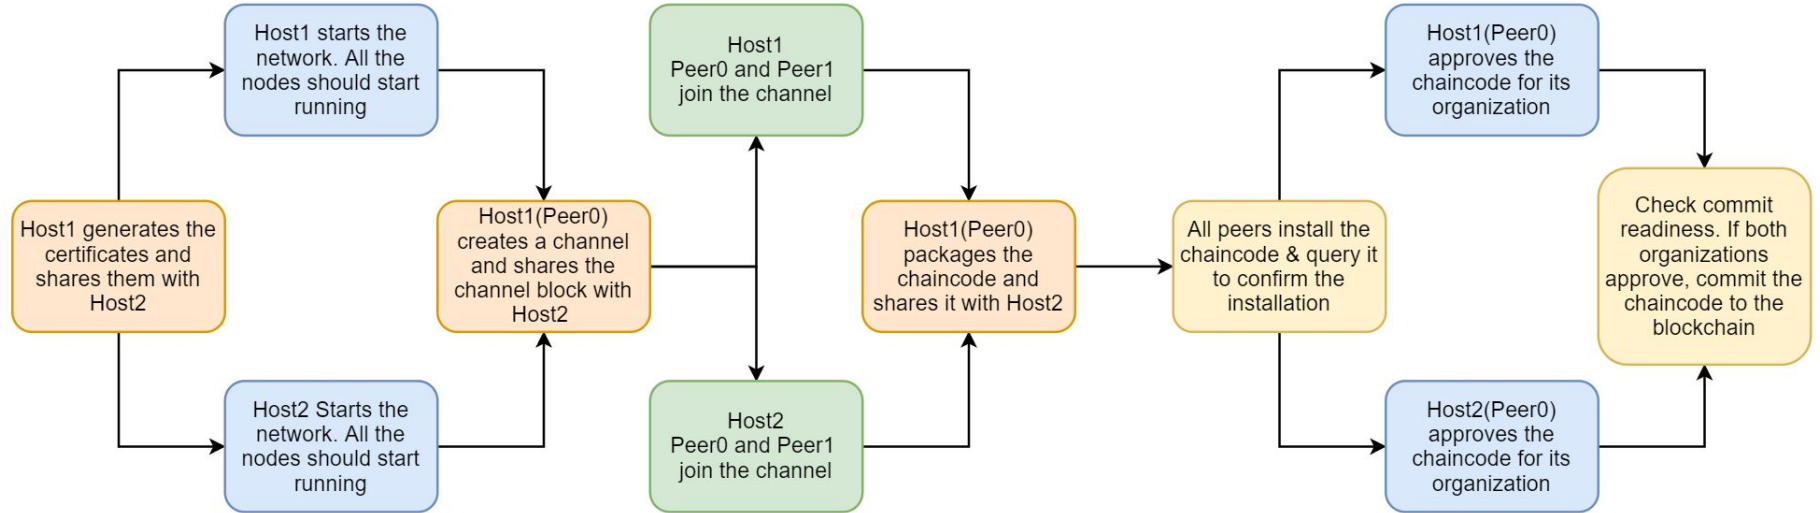 Host1 generates the
certificates and
shares them with
Host2
Host1 starts the
network. All the
nodes should start
running
Host2 Starts the
network. All the
nodes should start
running
Host1(Peer0)
creates a channel
and shares the
channel block with
Host2
Host1
Peer0 and Peer1
join the channel
Host2
Peer0 and Peer1
join the channel
Host1(Peer0)
packages the
chaincode and
shares it with Host2
All peers install the
chaincode & query it
to confirm the
installation
Host1(Peer0)
approves the
chaincode for its
organization
Host2(Peer0)
approves the
chaincode for its
organization
Check commit
readiness. If both
organizations
approve, commit the
chaincode to the
blockchain